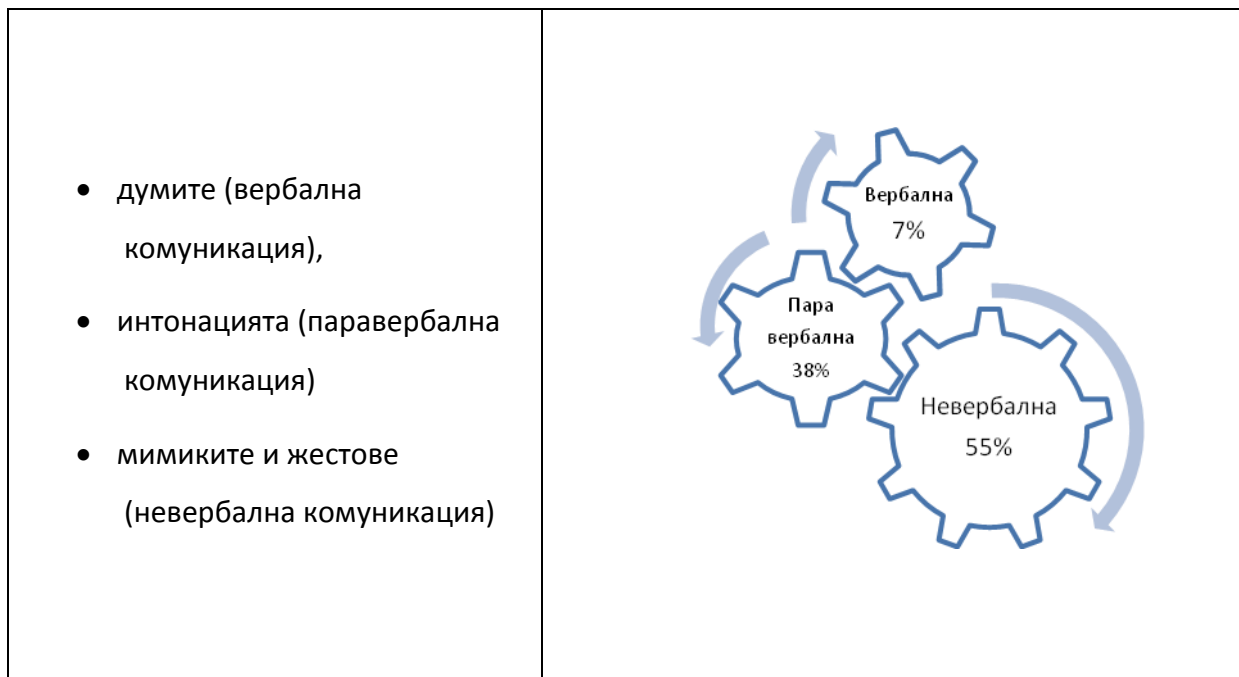 • думите (вербална
комуникация),
• интонацията (паравербална
комуникация)
• мимиките и жестове
(невербална комуникация)
Вербална
7%
Пара
вербална
38%
Невербална
55%